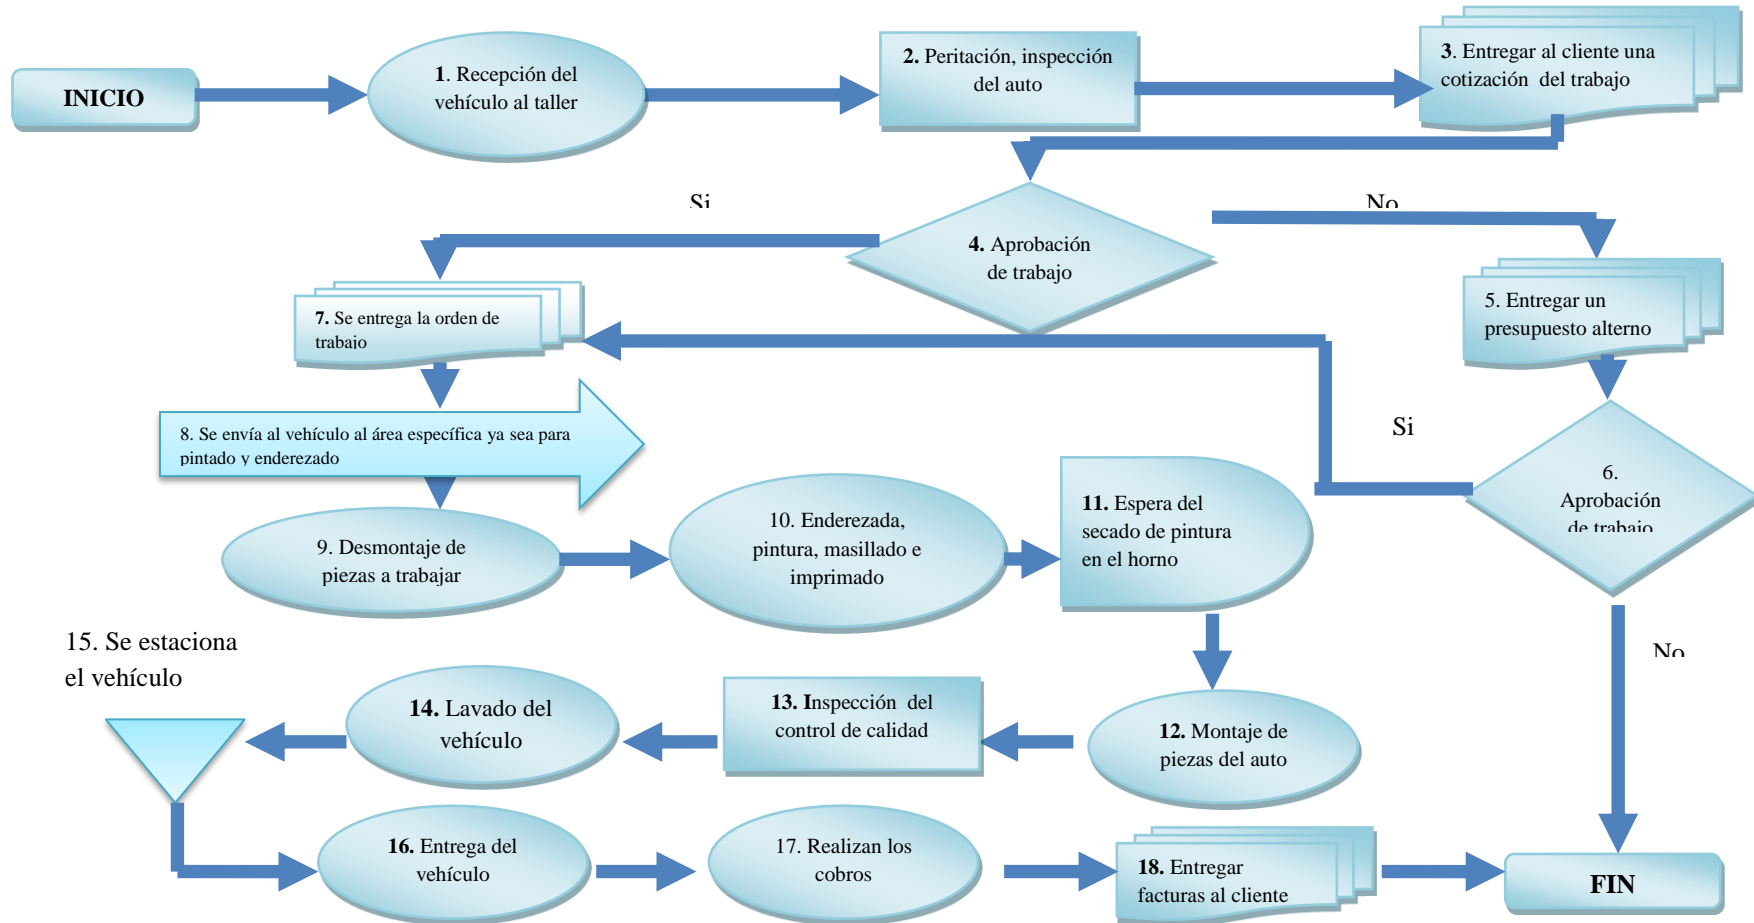 INICIO
1. Recepción del
vehículo al taller
2. Peritación, inspección
del auto
3. Entregar al cliente una
cotización del trabajo
Si
No
4. Aprobación
de trabajo
5. Entregar un
presupuesto alterno
7. Se entrega la orden de
trabajo
Si
6.
Aprobación
de trabajo
8. Se envía al vehículo al área específica ya sea para
pintado y enderezado
9. Desmontaje de
piezas a trabajar
10. Enderezada,
pintura, masillado e
imprimado
11. Espera del
secado de pintura
en el horno
No
15. Se estaciona
el vehículo
14. Lavado del
vehículo
13. Inspección del
control de calidad
12. Montaje de
piezas del auto
16. Entrega del
vehículo
17. Realizan los
cobros
18. Entregar
facturas al cliente
FIN